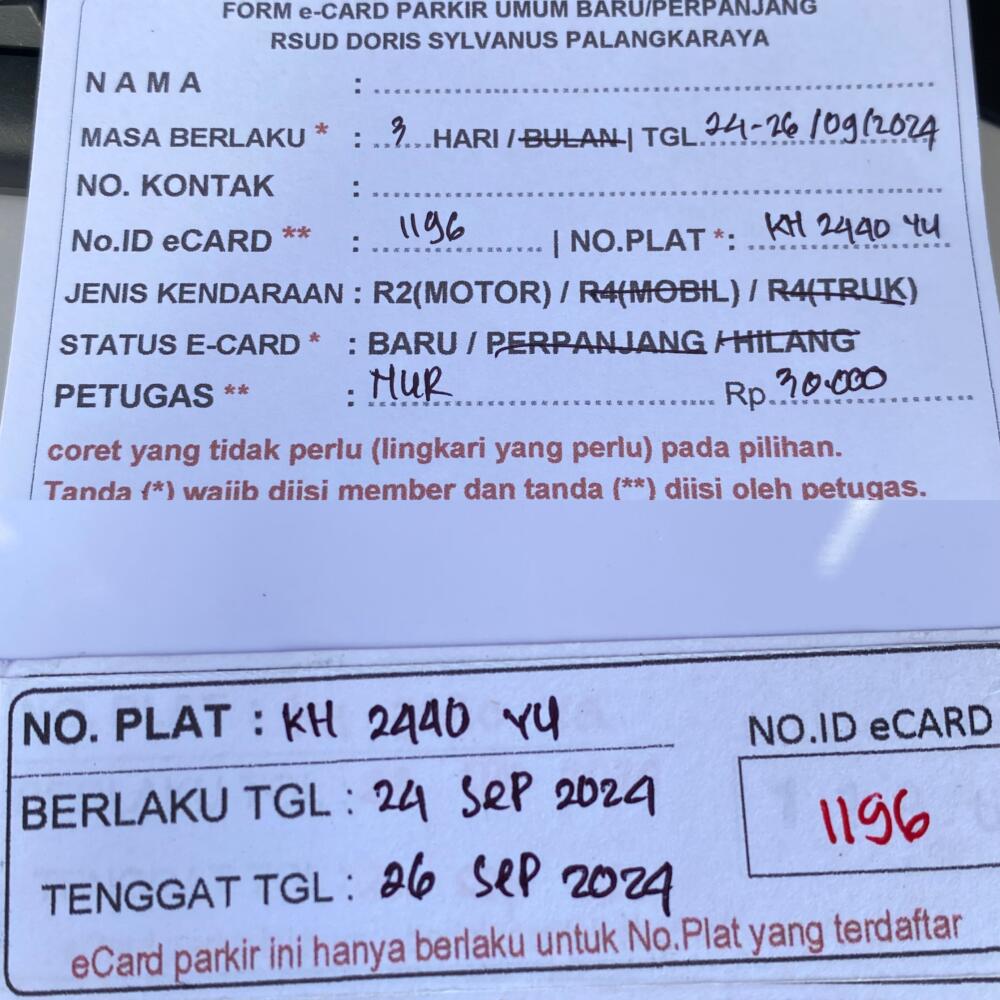 FORM e-CARD PARKIR UMUM BARU/PERPANJANG
RSUD DORIS SYLVANUS PALANGKARAYA
NAMA :
MASA BERLAKU * : 3 HARI / BULAN | TGL. 24-26/09/2024
NO. KONTAK :
No.ID eCARD ** : 1196 | NO.PLAT *: KH 2440 YU
JENIS KENDARAAN : R2(MOTOR) / R4(MOBIL) / R4(TRUK)
STATUS E-CARD * : BARU / PERPANJANG / HILANG
PETUGAS ** : MUR Rp. 30.000
coret yang tidak perlu (lingkari yang perlu) pada pilihan.
Tanda (*) wajib diisi member dan tanda (**) diisi oleh petugas.
NO. PLAT : KH 2440 YU
NO.ID eCARD
BERLAKU TGL : 24 SEP 2024
1196
TENGGAT TGL : 26 SEP 2024
eCard parkir ini hanya berlaku untuk No.Plat yang terdaftar